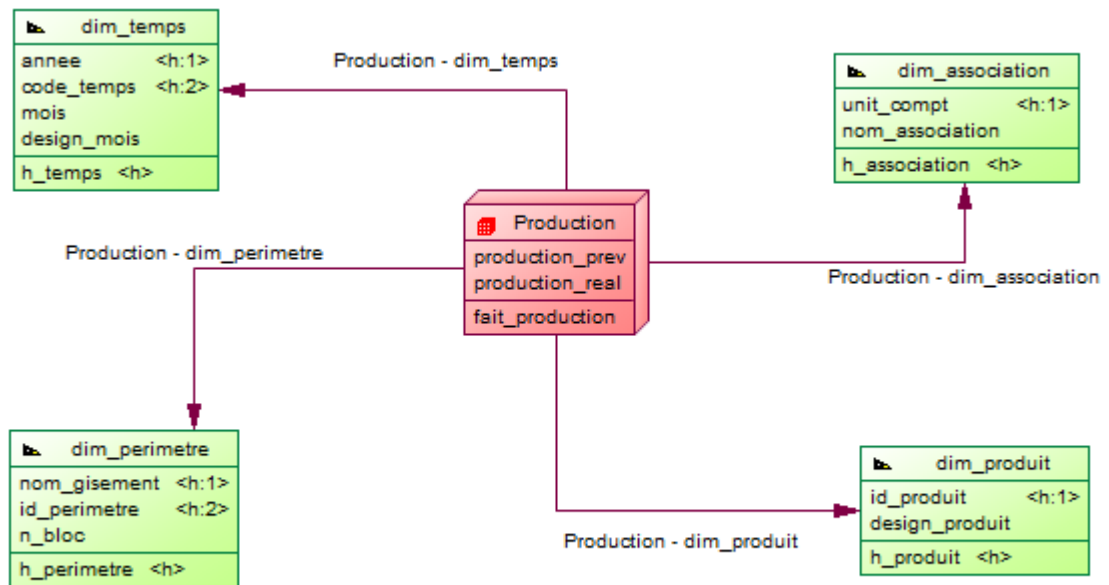 dim_temps
annee <h:1>
code_temps <h:2>
mois
design_mois
h_temps <h>
Production - dim_temps
dim_association
unit_compt <h:1>
nom_association
h_association <h>
Production
production_prev
production_real
fait_production
Production - dim_perimetre
Production - dim_association
dim_perimetre
nom_gisement <h:1>
id_perimetre <h:2>
n_bloc
h_perimetre <h>
Production - dim_produit
dim_produit
id_produit <h:1>
design_produit
h_produit <h>